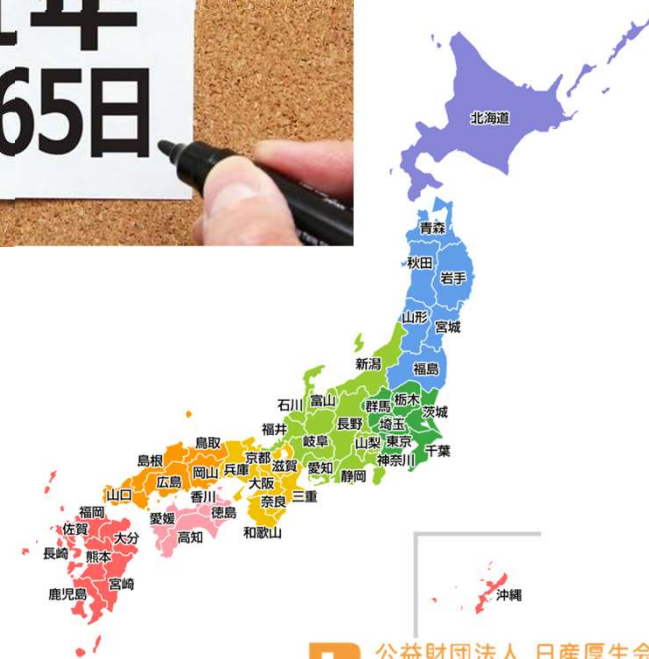 1年
65日
北海道
青森
秋田
岩手
山形
宮城
新潟
福島
石川
富山
群馬
栃木
茨城
福井
長野
埼玉
岐阜
山梨
東京
千葉
神奈川
鳥取
島根
京都
滋賀
愛知
静岡
岡山
兵庫
広島
大阪
山口
香川
奈良
三重
福岡
愛媛
徳島
佐賀
大分
高知
和歌山
長崎
熊本
宮崎
鹿児島
沖縄
公益財団法人 日産厚生会